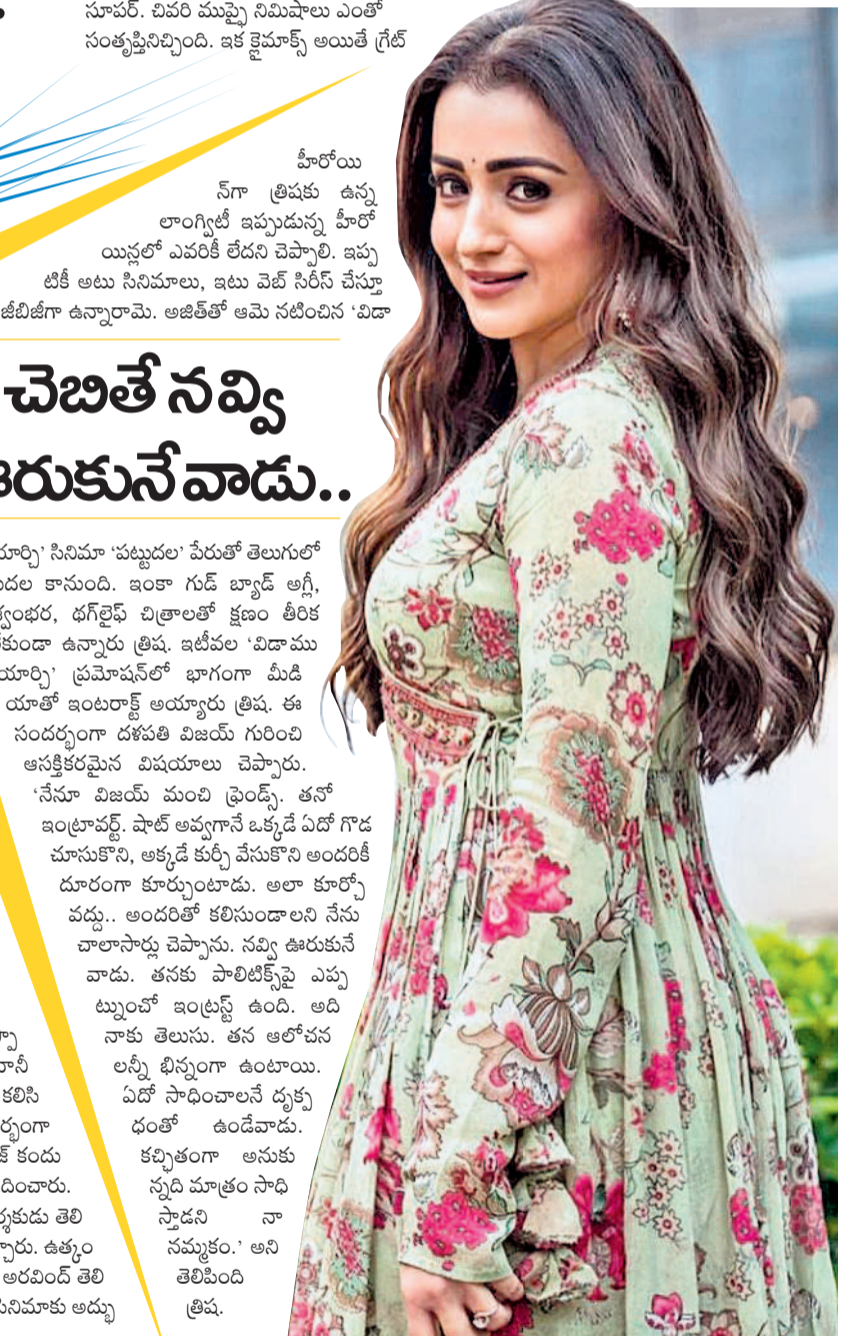 సూపర్. చివరి ముప్పై నిమిషాలు ఎంతో
సంతృప్తినిచ్చింది. ఇక క్లైమాక్స్ అయితే గ్రేట్
హీరోయి
న్‌గా త్రిషకు ఉన్న
లాంగ్విటీ ఇప్పుడున్న హీరో
యిన్లలో ఎవరికీ లేదని చెప్పాలి. ఇప్ప
టికీ అటు సినిమాలు, ఇటు వెబ్ సిరీస్ చేస్తూ
జీబిజీగా ఉన్నారామె. అజిత్‌తో ఆమె నటించిన ‘విడా
చెబితే నవ్వి
ఊరుకునేవాడు..
యార్చి’ సినిమా ‘పట్టుదల’ పేరుతో తెలుగులో
దల కానుంది. ఇంకా గుడ్ బ్యాడ్ అగ్లీ,
శ్వంభర, థగ్‌లైఫ్ చిత్రాలతో క్షణం తీరిక
కుండా ఉన్నారు త్రిష. ఇటీవల ‘విడాము
యార్చి’ ప్రమోషన్‌లో భాగంగా మీడి
యాతో ఇంటరాక్ట్ అయ్యారు త్రిష. ఈ
సందర్భంగా దళపతి విజయ్ గురించి
ఆసక్తికరమైన విషయాలు చెప్పారు.
‘నేనూ విజయ్ మంచి ఫ్రెండ్స్. తనో
ఇంట్రావర్ట్. షాట్ అవ్వగానే ఒక్కడే ఏదో గొడ
చూసుకొని, అక్కడే కుర్చీ వేసుకొని అందరికీ
దూరంగా కూర్చుంటాడు. అలా కూర్చో
వద్దు.. అందరితో కలిసుండాలని నేను
చాలాసార్లు చెప్పాను. నవ్వి ఊరుకునే
వాడు. తనకు పాలిటిక్స్‌పై ఎప్ప
ట్నుంచో ఇంట్రస్ట్ ఉంది. అది
నాకు తెలుసు. తన ఆలోచన
లన్నీ భిన్నంగా ఉంటాయి.
ఏదో సాధించాలనే దృక్ప
ధంతో ఉండేవాడు.
కచ్చితంగా అనుకు
న్నది మాత్రం సాధి
స్తాడని నా
నమ్మకం.’ అని
తెలిపింది
త్రిష.
ప్పా
నానీ
కలిసి
ర్భంగా
జ్ కందు
దించారు.
ర్శకుడు తెలి
చ్చారు. ఉత్కం
అరవింద్ తెలి
సినిమాకు అద్భు